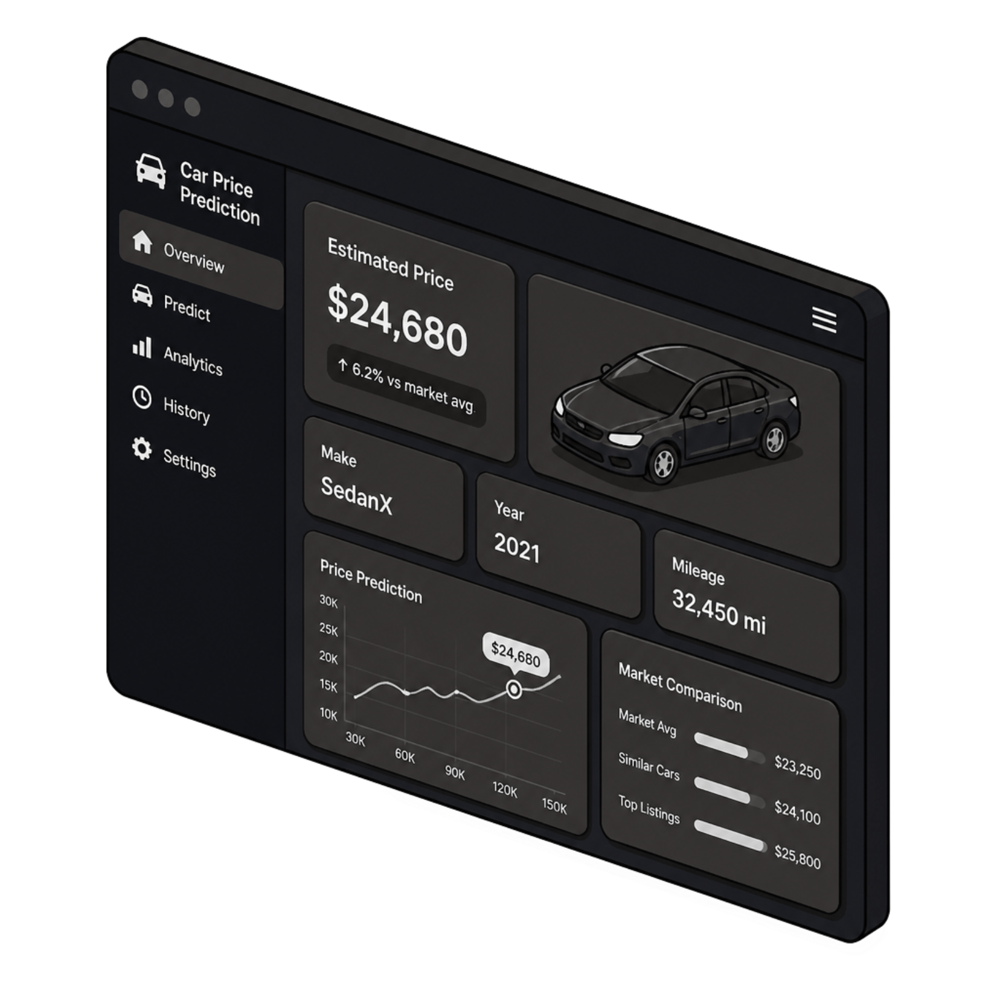 Car Price
Prediction
Overview
Predict
Analytics
History
Settings
Estimated Price
$24,680
↑ 6.2% vs market avg.
Make
SedanX
Year
2021
Mileage
32,450 mi
Price Prediction
30K
25K
20K
15K
10K
$24,680
30K
60K
90K
120K
150K
Market Comparison
Market Avg
$23,250
Similar Cars
$24,100
Top Listings
$25,800